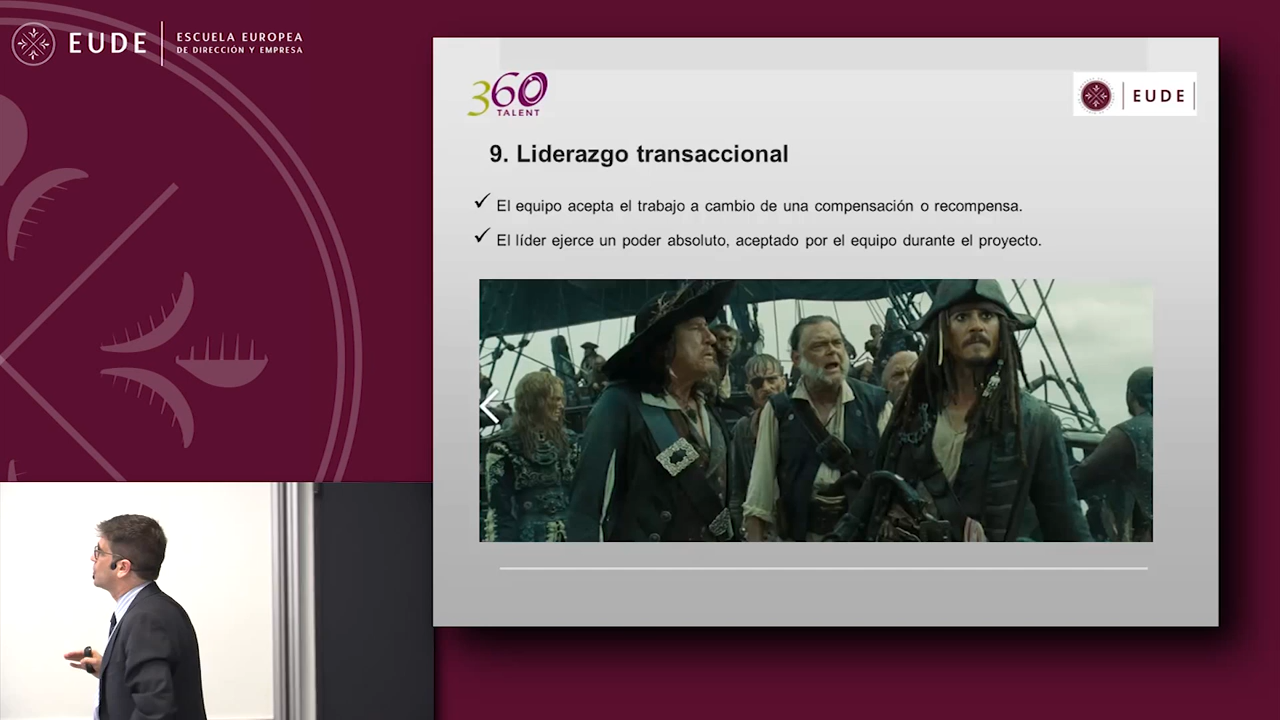 EUDE
ESCUELA EUROPEA
DE DIRECCIÓN Y EMPRESA
360
TALENT
EUDE
9. Liderazgo transaccional
El equipo acepta el trabajo a cambio de una compensación o recompensa.
El líder ejerce un poder absoluto, aceptado por el equipo durante el proyecto.